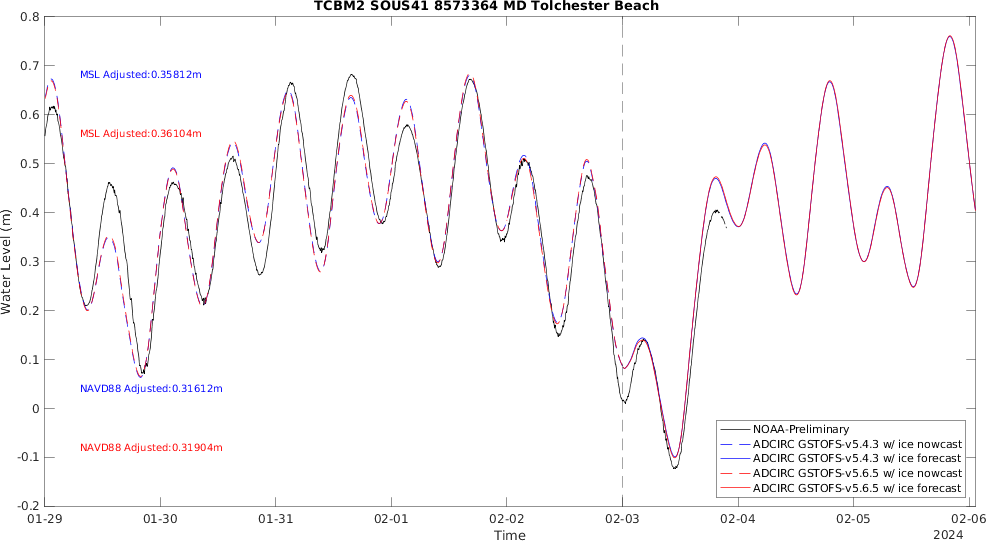 TCBM2 SOUS41 8573364 MD Tolchester Beach
0.8
0.7
0.6
0.5
0.4
0.3
0.2
0.1
0
-0.1
-0.2
Water Level (m)
MSL Adjusted:0.35812m
MSL Adjusted:0.36104m
NAVD88 Adjusted:0.31612m
NAVD88 Adjusted:0.31904m
NOAA-Preliminary
ADCIRC GSTOFS-v5.4.3 w/ ice nowcast
ADCIRC GSTOFS-v5.4.3 w/ ice forecast
ADCIRC GSTOFS-v5.6.5 w/ ice nowcast
ADCIRC GSTOFS-v5.6.5 w/ ice forecast
01-29 01-30 01-31 02-01 02-02 02-03 02-04 02-05 02-06
Time
2024